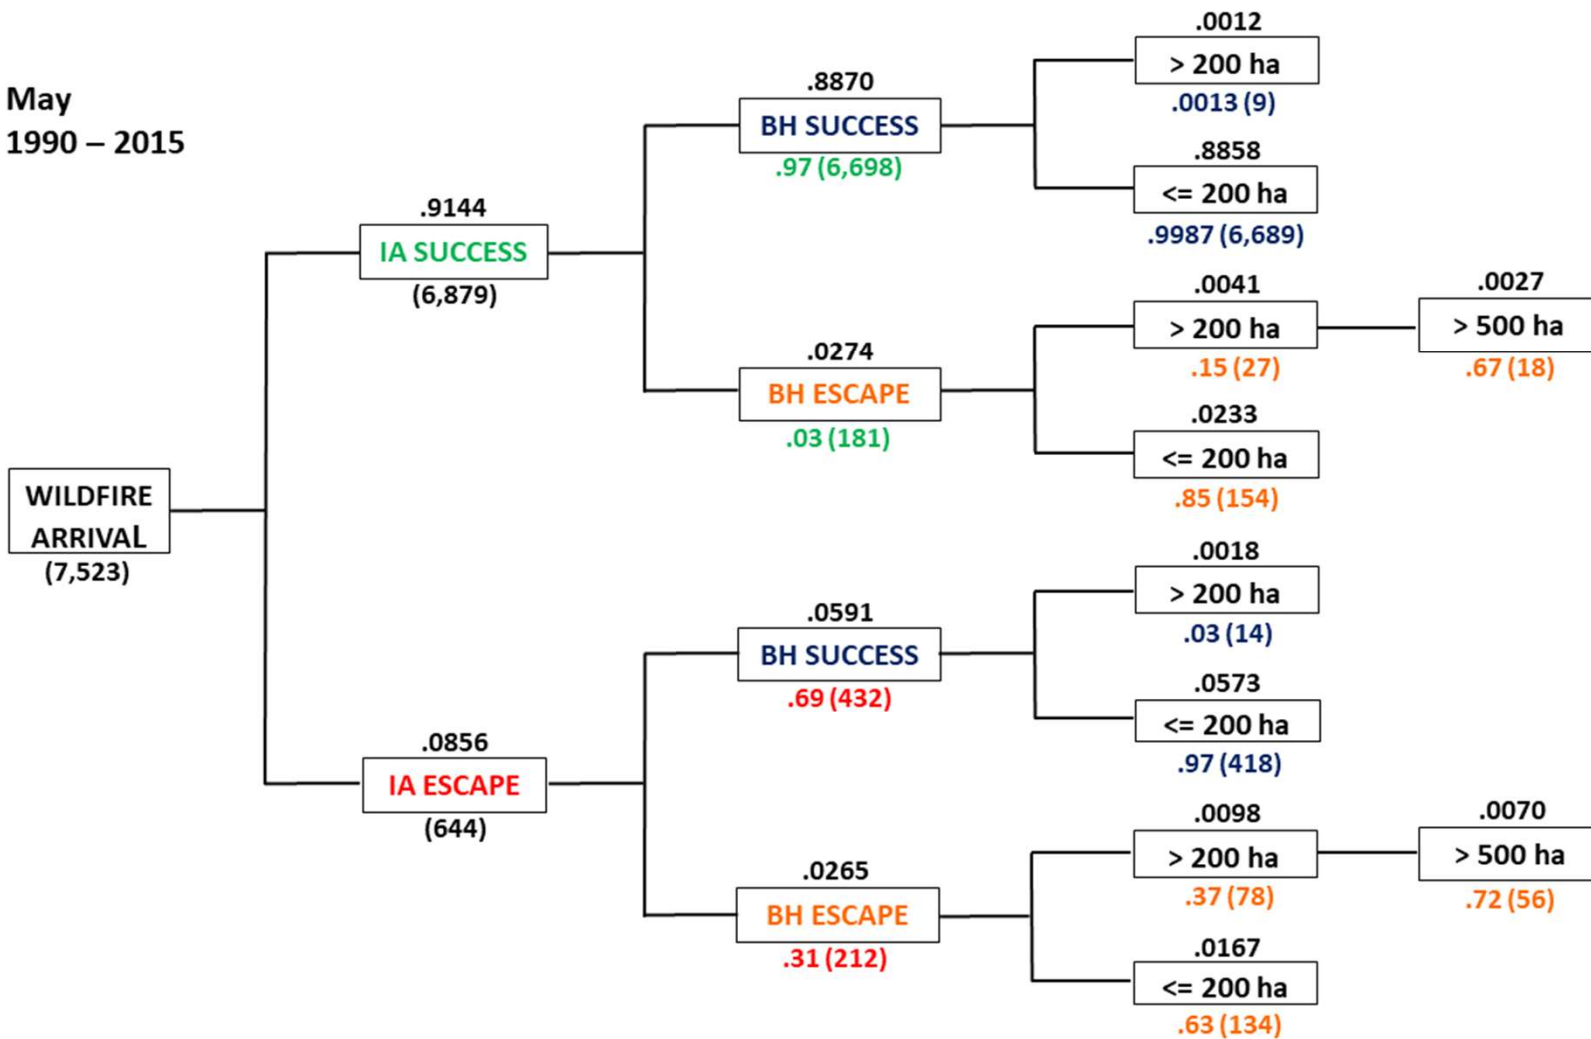 May
1990 – 2015
WILDFIRE
ARRIVAL
(7,523)
.9144
IA SUCCESS
(6,879)
.0856
IA ESCAPE
(644)
.8870
BH SUCCESS
.97 (6,698)
.0274
BH ESCAPE
.03 (181)
.0591
BH SUCCESS
.69 (432)
.0265
BH ESCAPE
.31 (212)
.0012
> 200 ha
.0013 (9)
.8858
<= 200 ha
.9987 (6,689)
.0041
> 200 ha
.15 (27)
.0233
<= 200 ha
.85 (154)
.0018
> 200 ha
.03 (14)
.0573
<= 200 ha
.97 (418)
.0098
> 200 ha
.37 (78)
.0167
<= 200 ha
.63 (134)
.0027
> 500 ha
.67 (18)
.0070
> 500 ha
.72 (56)